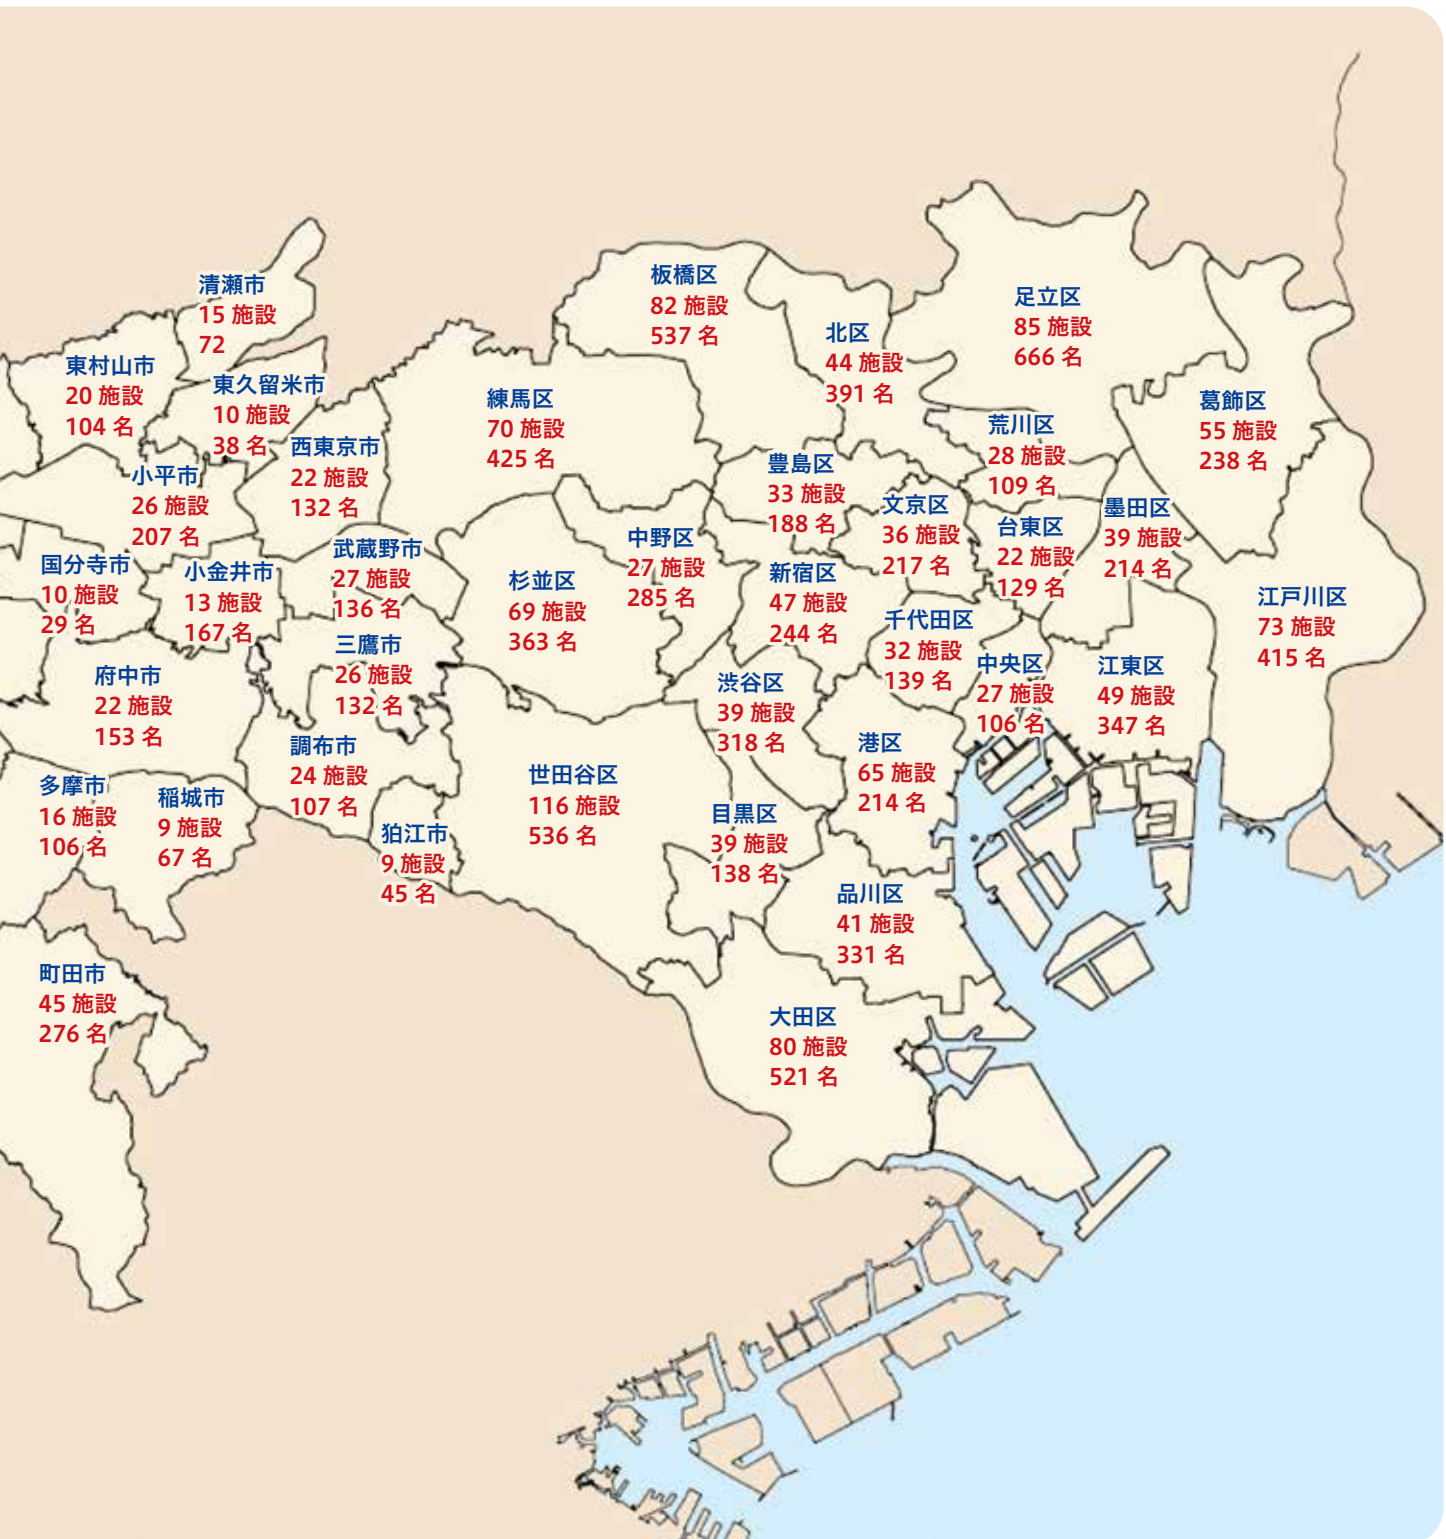 清瀬市
15 施設
72
東村山市
20 施設
104 名
東久留米市
10 施設
38 名
西東京市
22 施設
132 名
小平市
26 施設
207 名
国分寺市
10 施設
29 名
小金井市
13 施設
167 名
武蔵野市
27 施設
136 名
三鷹市
26 施設
132 名
府中市
22 施設
153 名
調布市
24 施設
107 名
多摩市
16 施設
106 名
稲城市
9 施設
67 名
狛江市
9 施設
45 名
町田市
45 施設
276 名
板橋区
82 施設
537 名
北区
44 施設
391 名
足立区
85 施設
666 名
練馬区
70 施設
425 名
葛飾区
55 施設
238 名
荒川区
28 施設
109 名
豊島区
33 施設
188 名
文京区
36 施設
217 名
台東区
22 施設
129 名
墨田区
39 施設
214 名
中野区
27 施設
285 名
杉並区
69 施設
363 名
新宿区
47 施設
244 名
千代田区
32 施設
139 名
中央区
27 施設
106 名
江東区
49 施設
347 名
江戸川区
73 施設
415 名
渋谷区
39 施設
318 名
港区
65 施設
214 名
世田谷区
116 施設
536 名
目黒区
39 施設
138 名
品川区
41 施設
331 名
大田区
80 施設
521 名